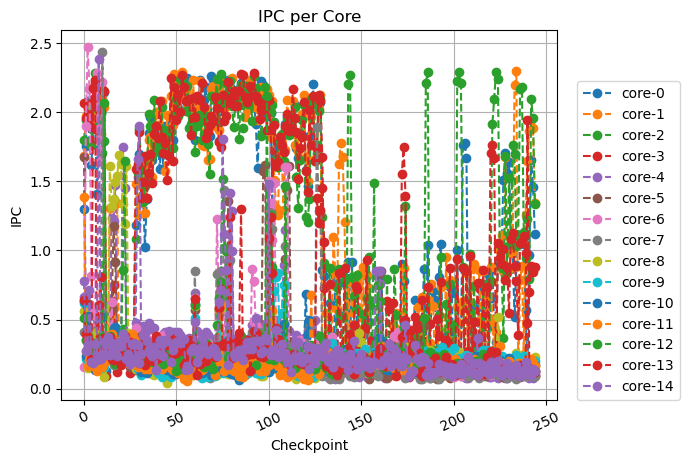 IPC per Core
2.5
2.0
1.5
1.0
0.5
0.0
IPC
0
50
100
150
200
250
Checkpoint
core-0
core-1
core-2
core-3
core-4
core-5
core-6
core-7
core-8
core-9
core-10
core-11
core-12
core-13
core-14